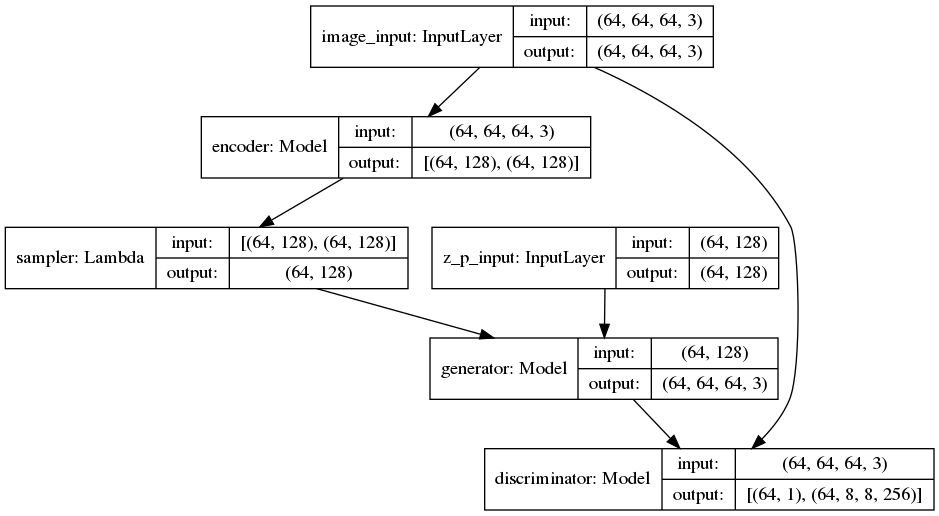 image_input: InputLayer
input: (64, 64, 64, 3)
output: (64, 64, 64, 3)
encoder: Model
input: (64, 64, 64, 3)
output: [(64, 128), (64, 128)]
sampler: Lambda
input: [(64, 128), (64, 128)]
output: (64, 128)
z_p_input: InputLayer
input: (64, 128)
output: (64, 128)
generator: Model
input: (64, 128)
output: (64, 64, 64, 3)
discriminator: Model
input: (64, 64, 64, 3)
output: [(64, 1), (64, 8, 8, 256)]